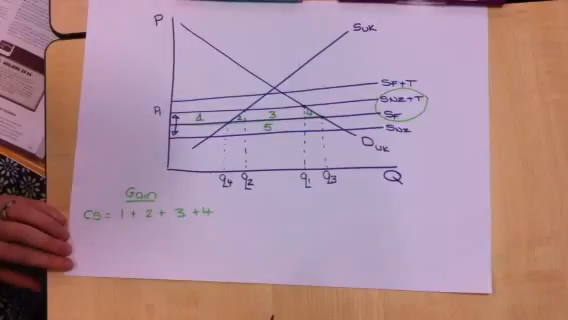 P
SUK
SF+T
SNZ+T
SF
SNZ
DUK
1 2 3 4
5
q4 q2 q1 q3 Q
Gain
CS = 1 + 2 + 3 + 4